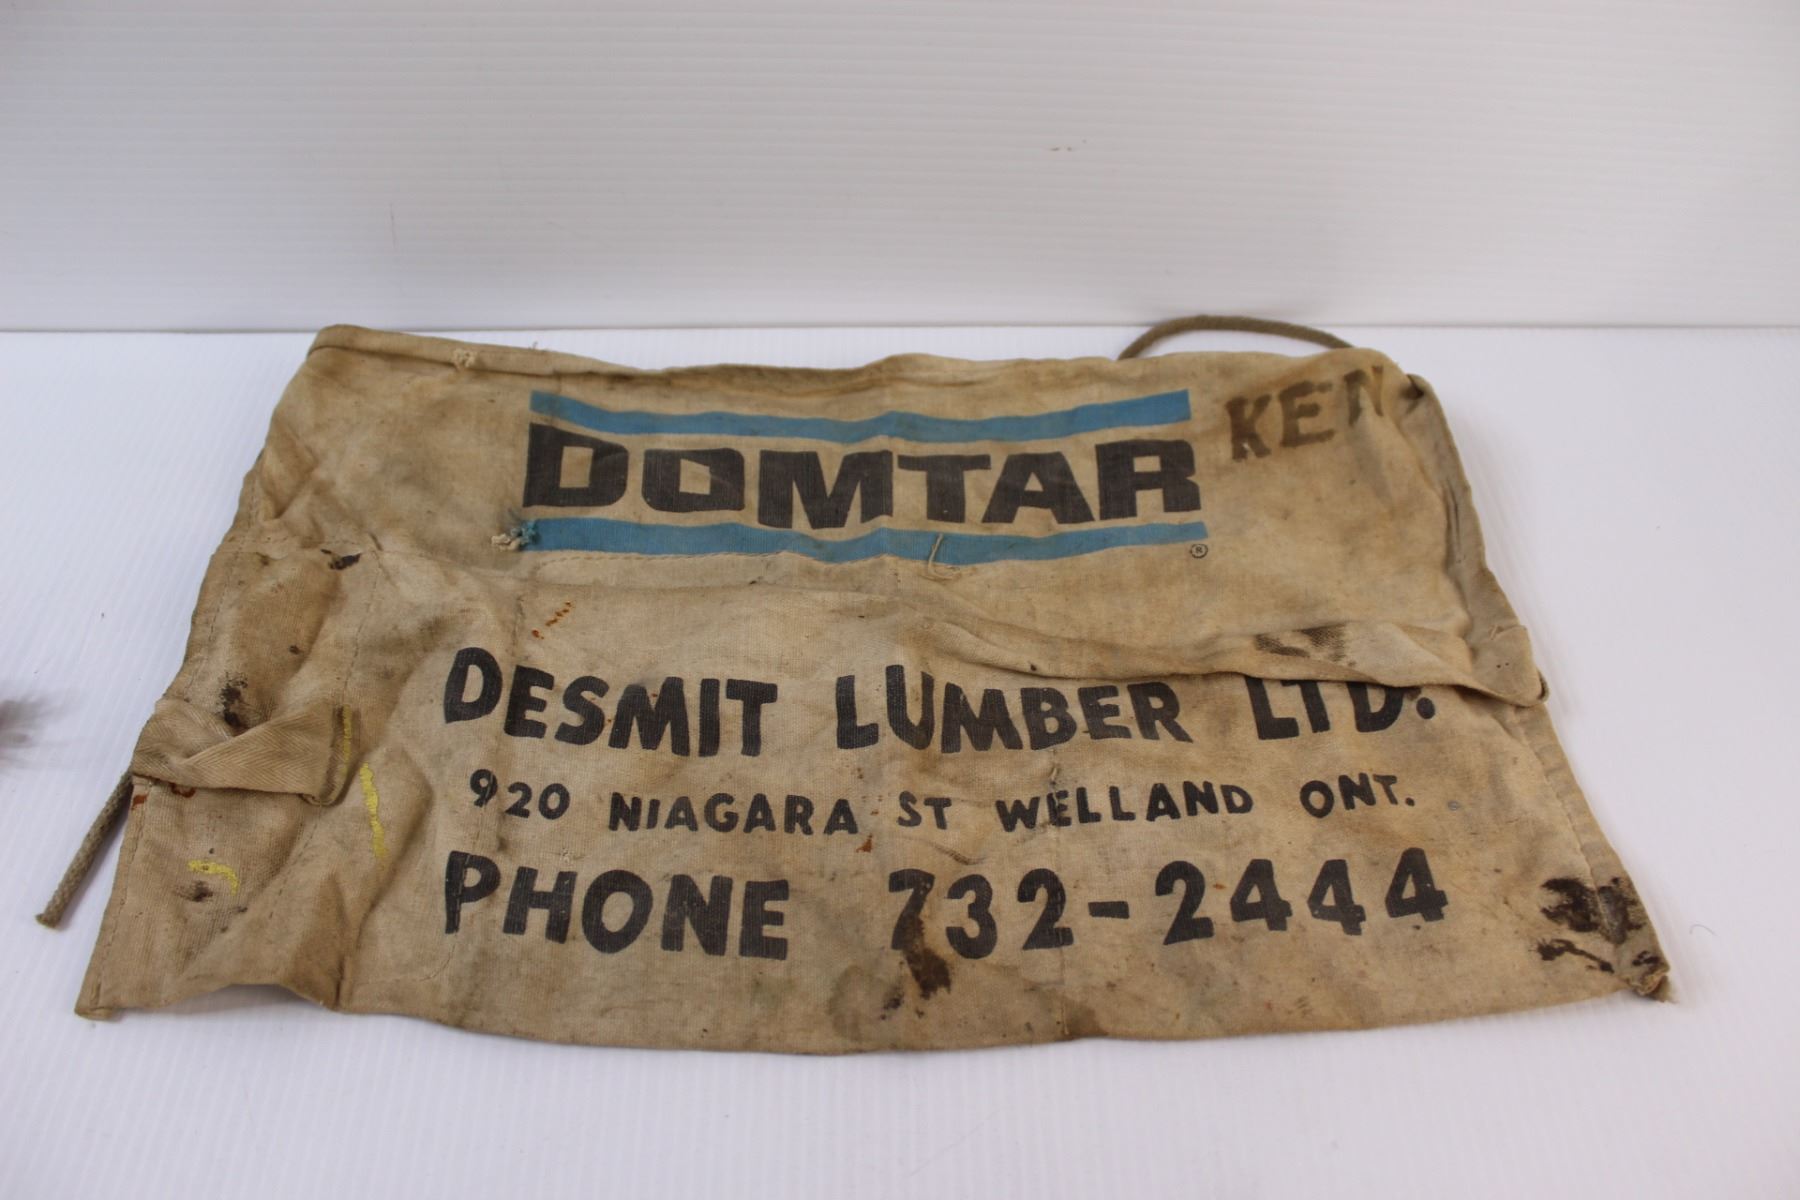 DOMTAR ®
KEN
DESMIT LUMBER LTD.
920 NIAGARA ST WELLAND ONT.
PHONE 732-2444